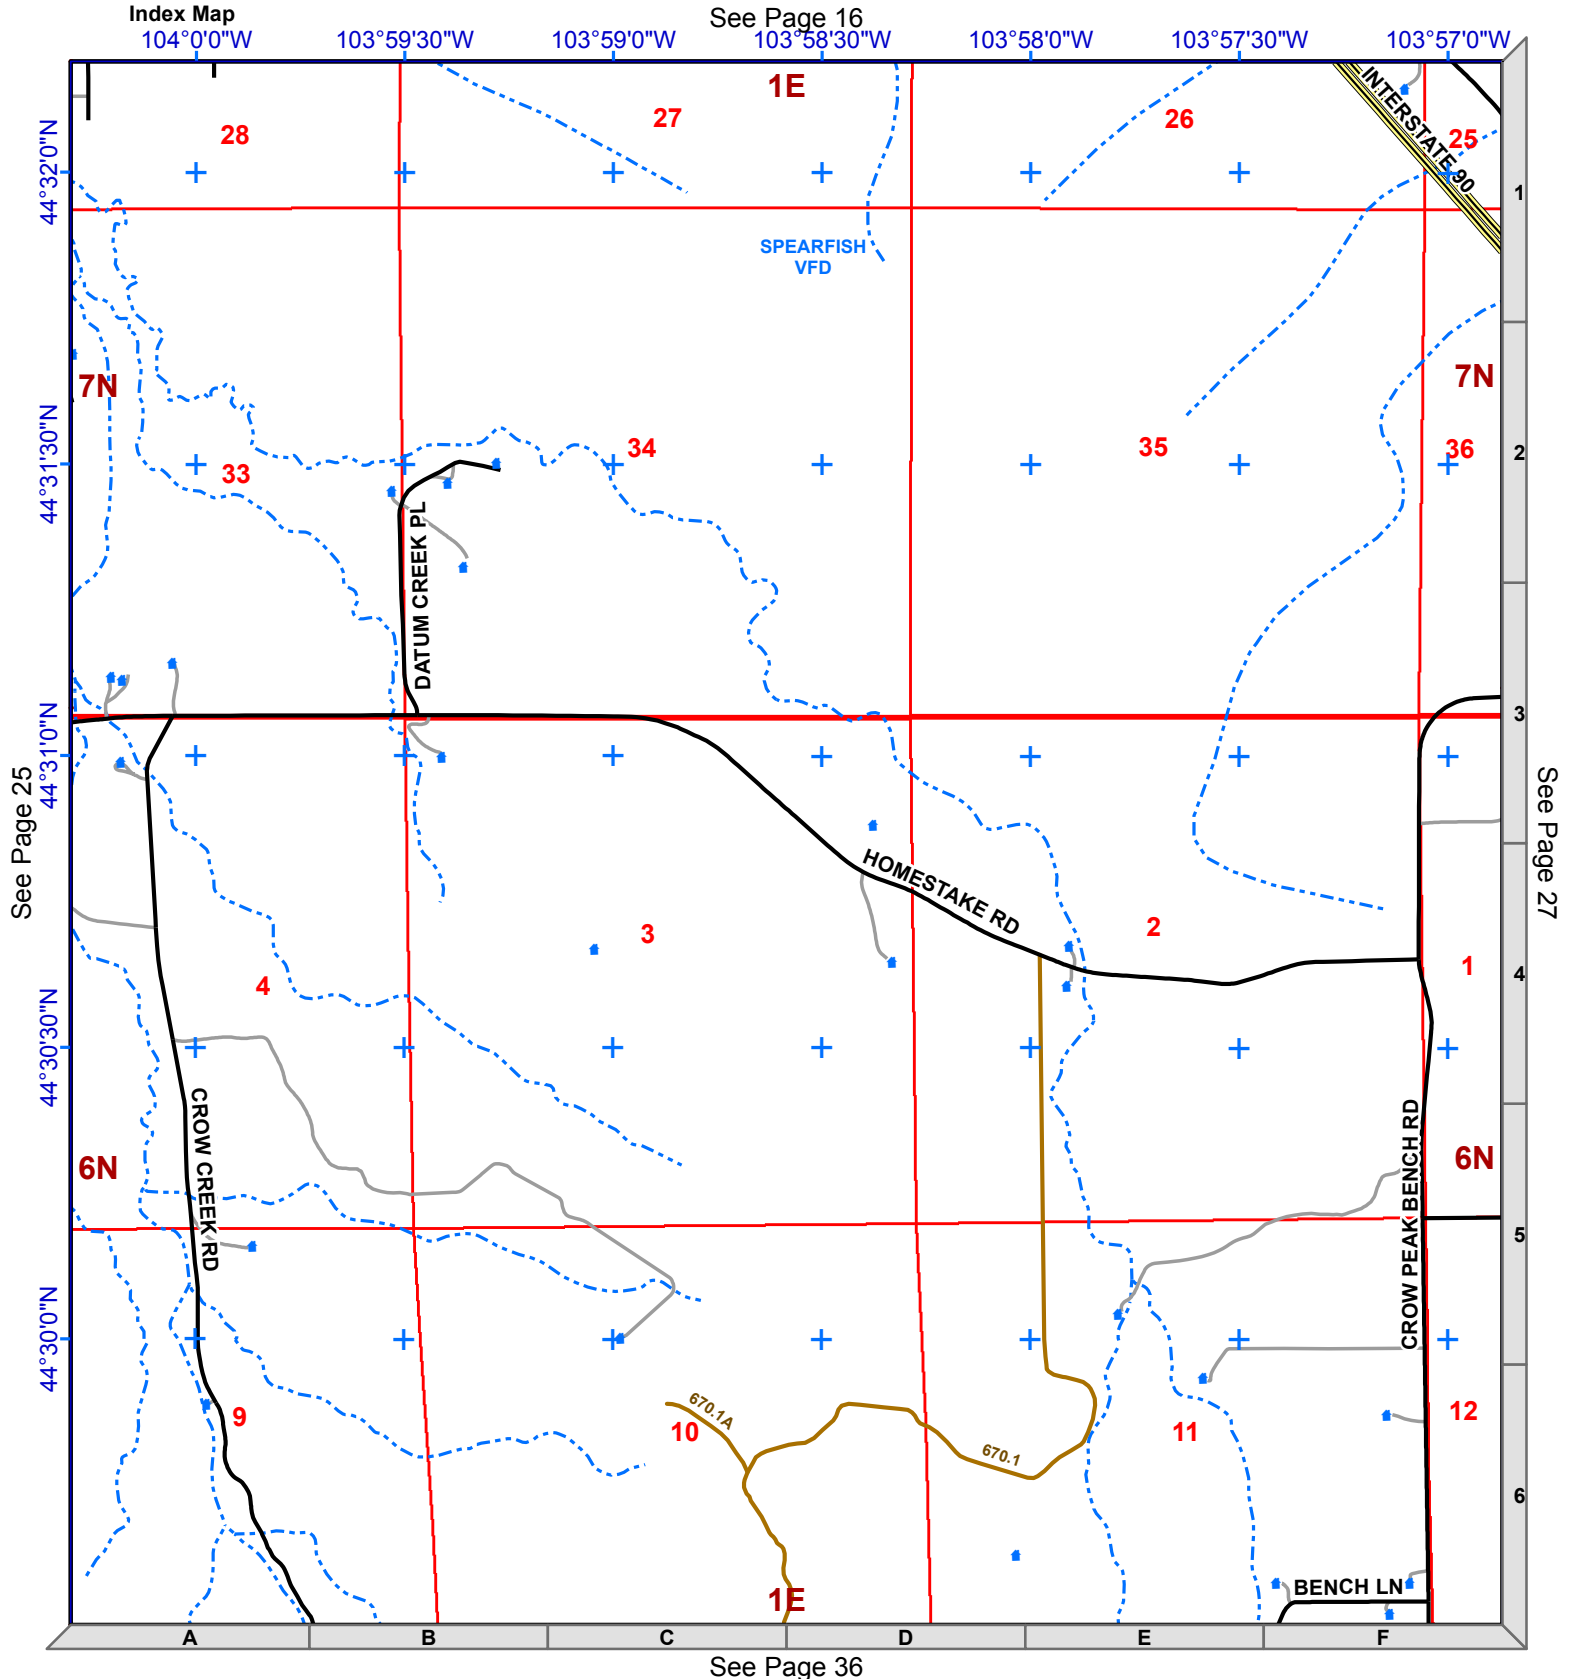 Index Map
See Page 16
104°0'0"W
103°59'30"W
103°59'0"W
103°58'30"W
103°58'0"W
103°57'30"W
103°57'0"W
1E
INTERSTATE 90
28
27
26
25
44°32'0"N
1
SPEARFISH
VFD
7N
7N
44°31'30"N
33
34
35
36
2
DATUM CREEK PL
44°31'0"N
3
See Page 25
See Page 27
HOMESTAKE RD
4
3
2
1
4
44°30'30"N
CROW CREEK RD
CROW PEAK BENCH RD
6N
6N
5
44°30'0"N
9
670.1A
10
670.1
11
12
6
1E
BENCH LN
A
B
C
D
E
F
See Page 36